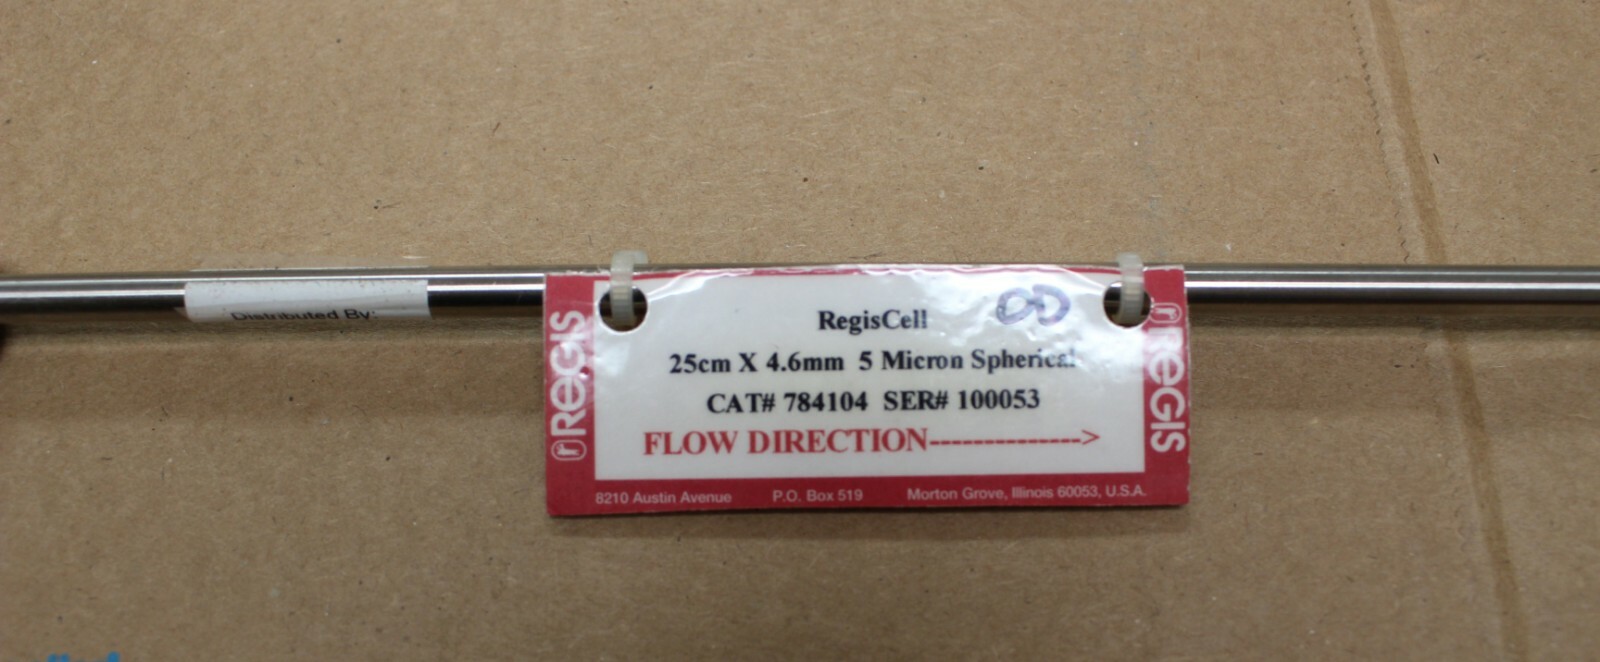 Distributed By:
RegisCell
OD
25cm X 4.6mm 5 Micron Spherical
CAT# 784104 SER# 100053
FLOW DIRECTION-------------->
REGIS
REGIS
8210 Austin Avenue P.O. Box 519 Morton Grove, Illinois 60053, U.S.A.